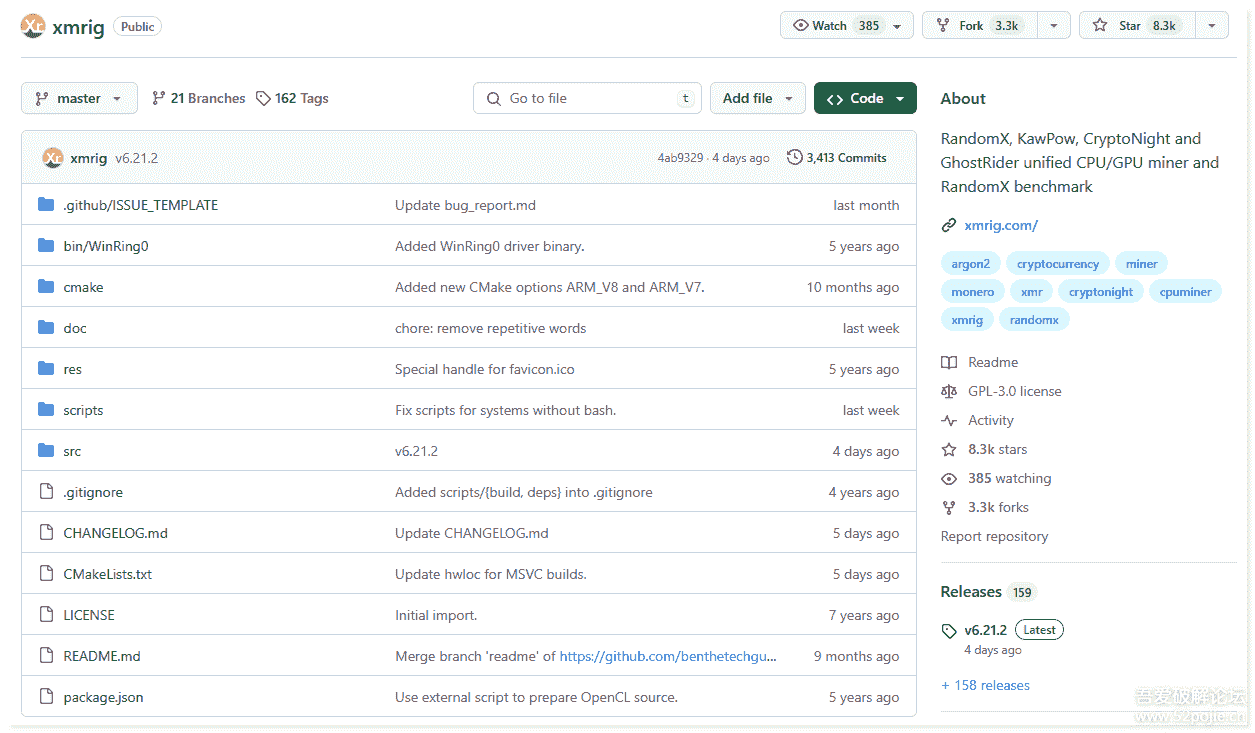 Xr xmrig Public Watch 385 Fork 3.3k Star 8.3k
master 21 Branches 162 Tags Go to file t Add file Code
Xr xmrig v6.21.2 4ab9329 · 4 days ago 3,413 Commits
.github/ISSUE_TEMPLATE Update bug_report.md last month
bin/WinRing0 Added WinRing0 driver binary. 5 years ago
cmake Added new CMake options ARM_V8 and ARM_V7. 10 months ago
doc chore: remove repetitive words last week
res Special handle for favicon.ico 5 years ago
scripts Fix scripts for systems without bash. last week
src v6.21.2 4 days ago
.gitignore Added scripts/{build, deps} into .gitignore 4 years ago
CHANGELOG.md Update CHANGELOG.md 5 days ago
CMakeLists.txt Update hwloc for MSVC builds. 5 days ago
LICENSE Initial import. 7 years ago
README.md Merge branch 'readme' of https://github.com/benthetechgu... 9 months ago
package.json Use external script to prepare OpenCL source. 5 years ago
About
RandomX, KawPow, CryptoNight and
GhostRider unified CPU/GPU miner and
RandomX benchmark
xmrig.com/
argon2 cryptocurrency miner
monero xmr cryptonight cpuminer
xmrig randomx
Readme
GPL-3.0 license
Activity
8.3k stars
385 watching
3.3k forks
Report repository
Releases 159
v6.21.2 Latest
4 days ago
+ 158 releases
吾爱破解论坛
www.52pojie.cn